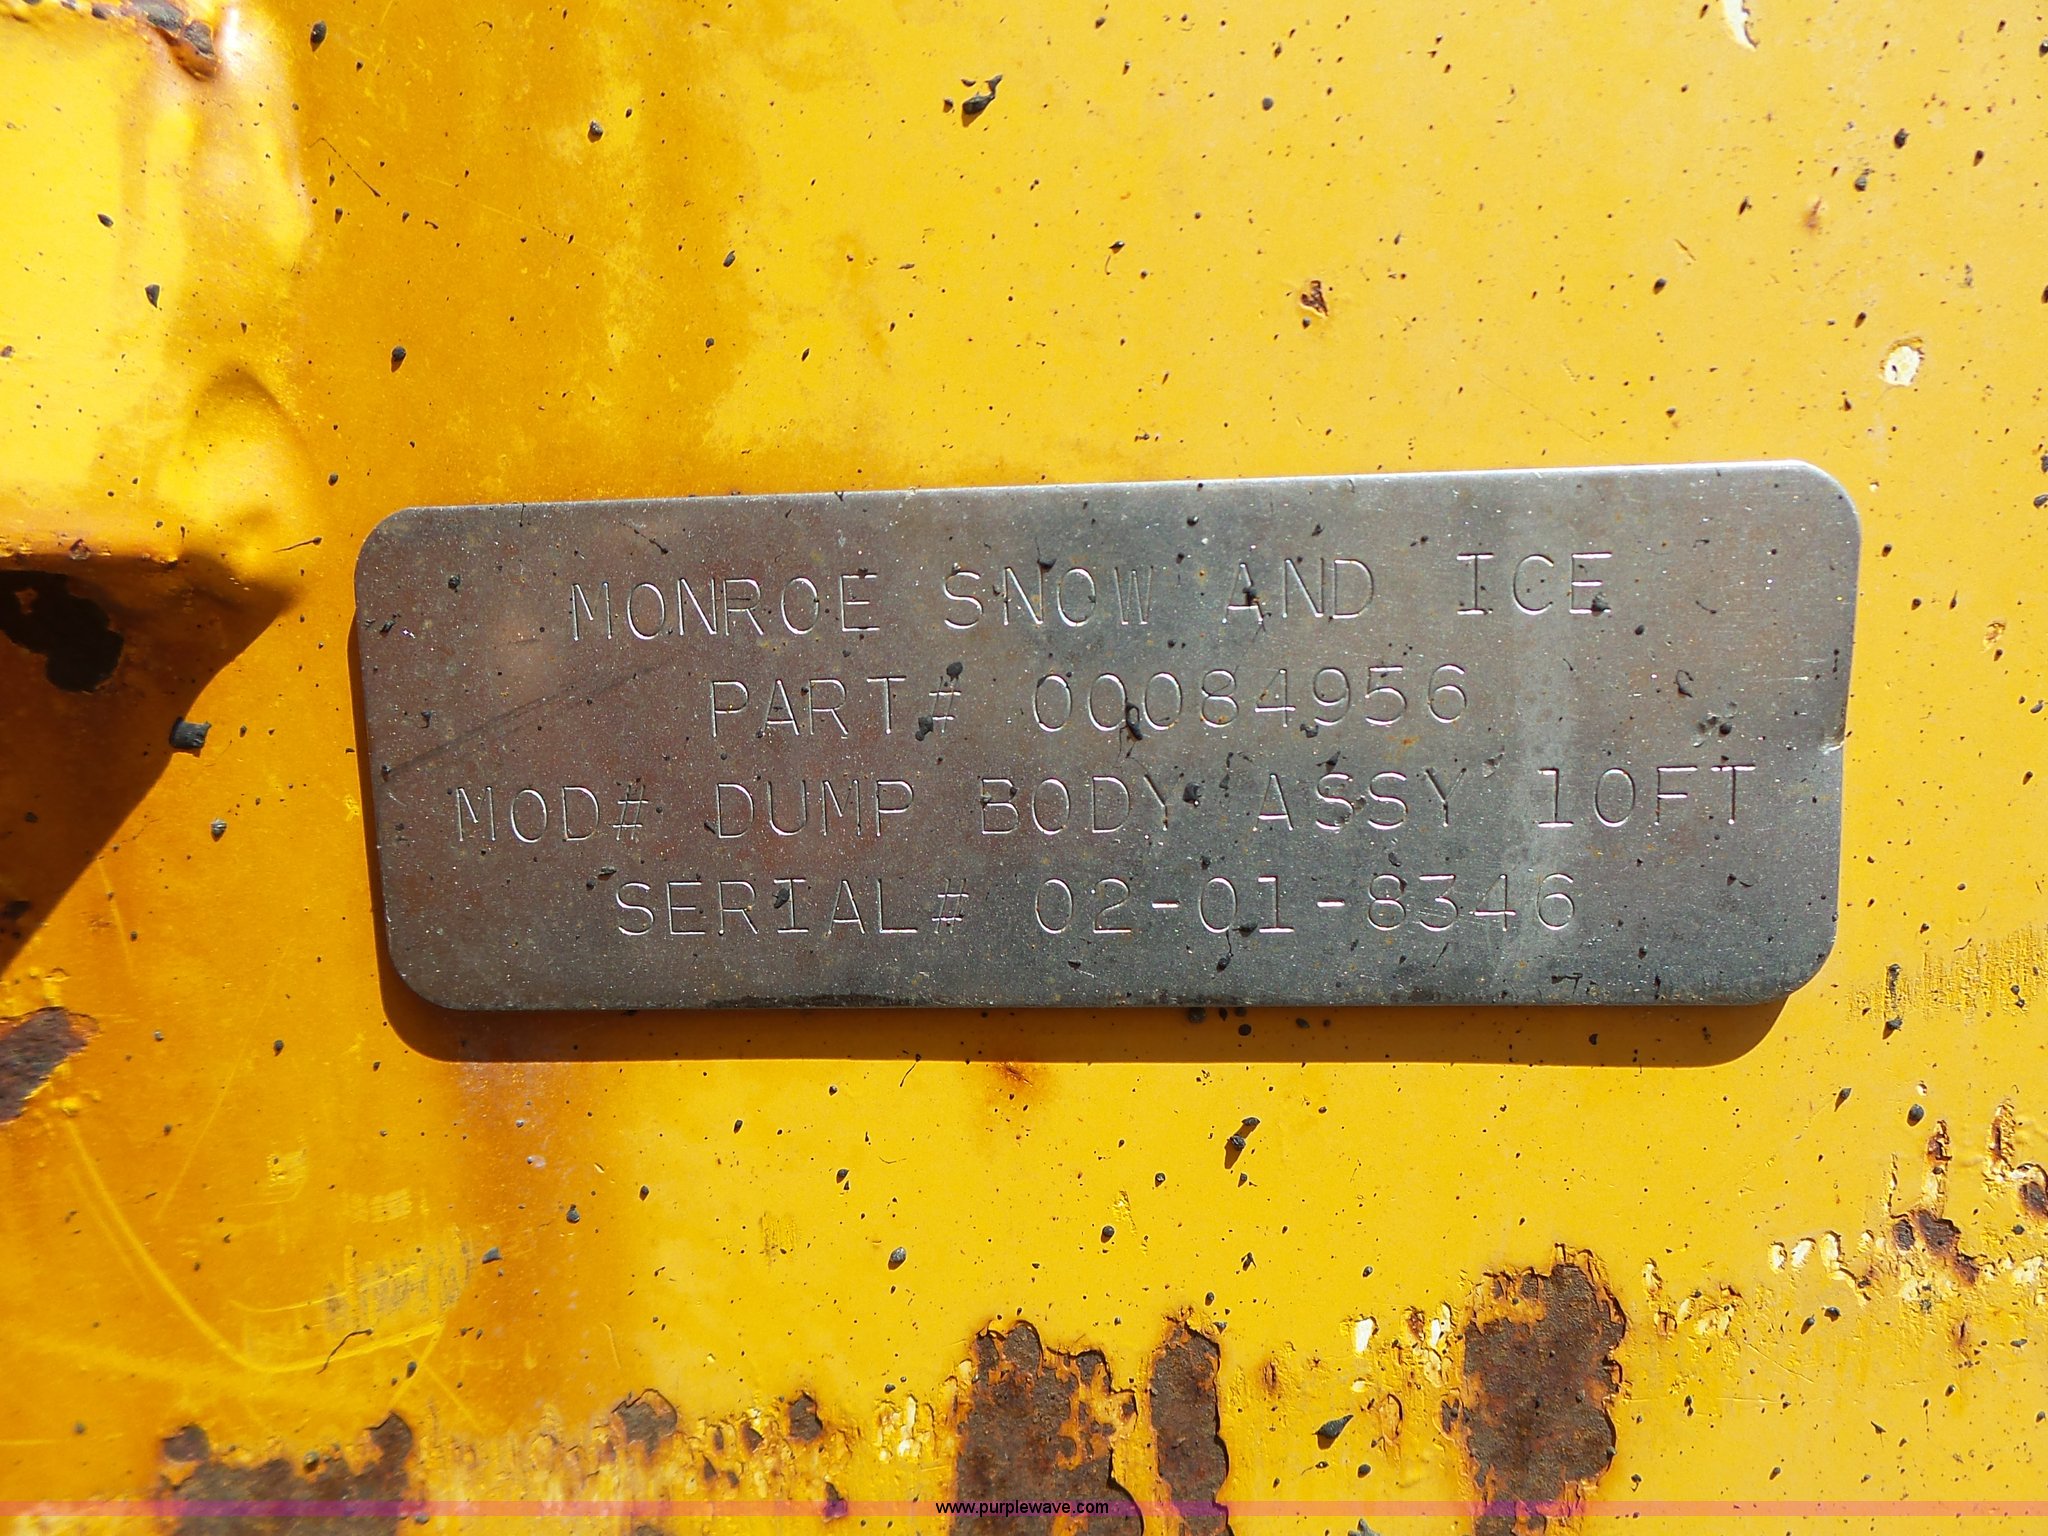 MONROE SNOW AND ICE
PART# 00084956
MOD# DUMP BODY ASSY 10FT
SERIAL# 02-01-8346
www.purplewave.com